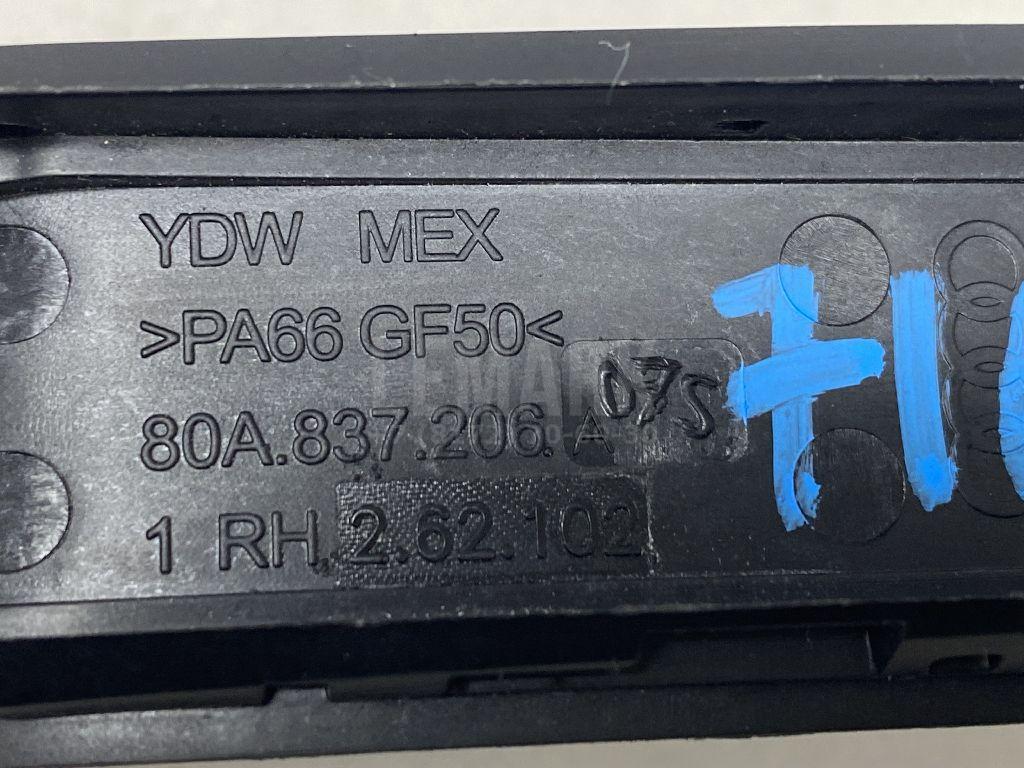 YDW MEX
>PA66 GF50<
80A.837.206.A 07S
1 RH 2.62.102